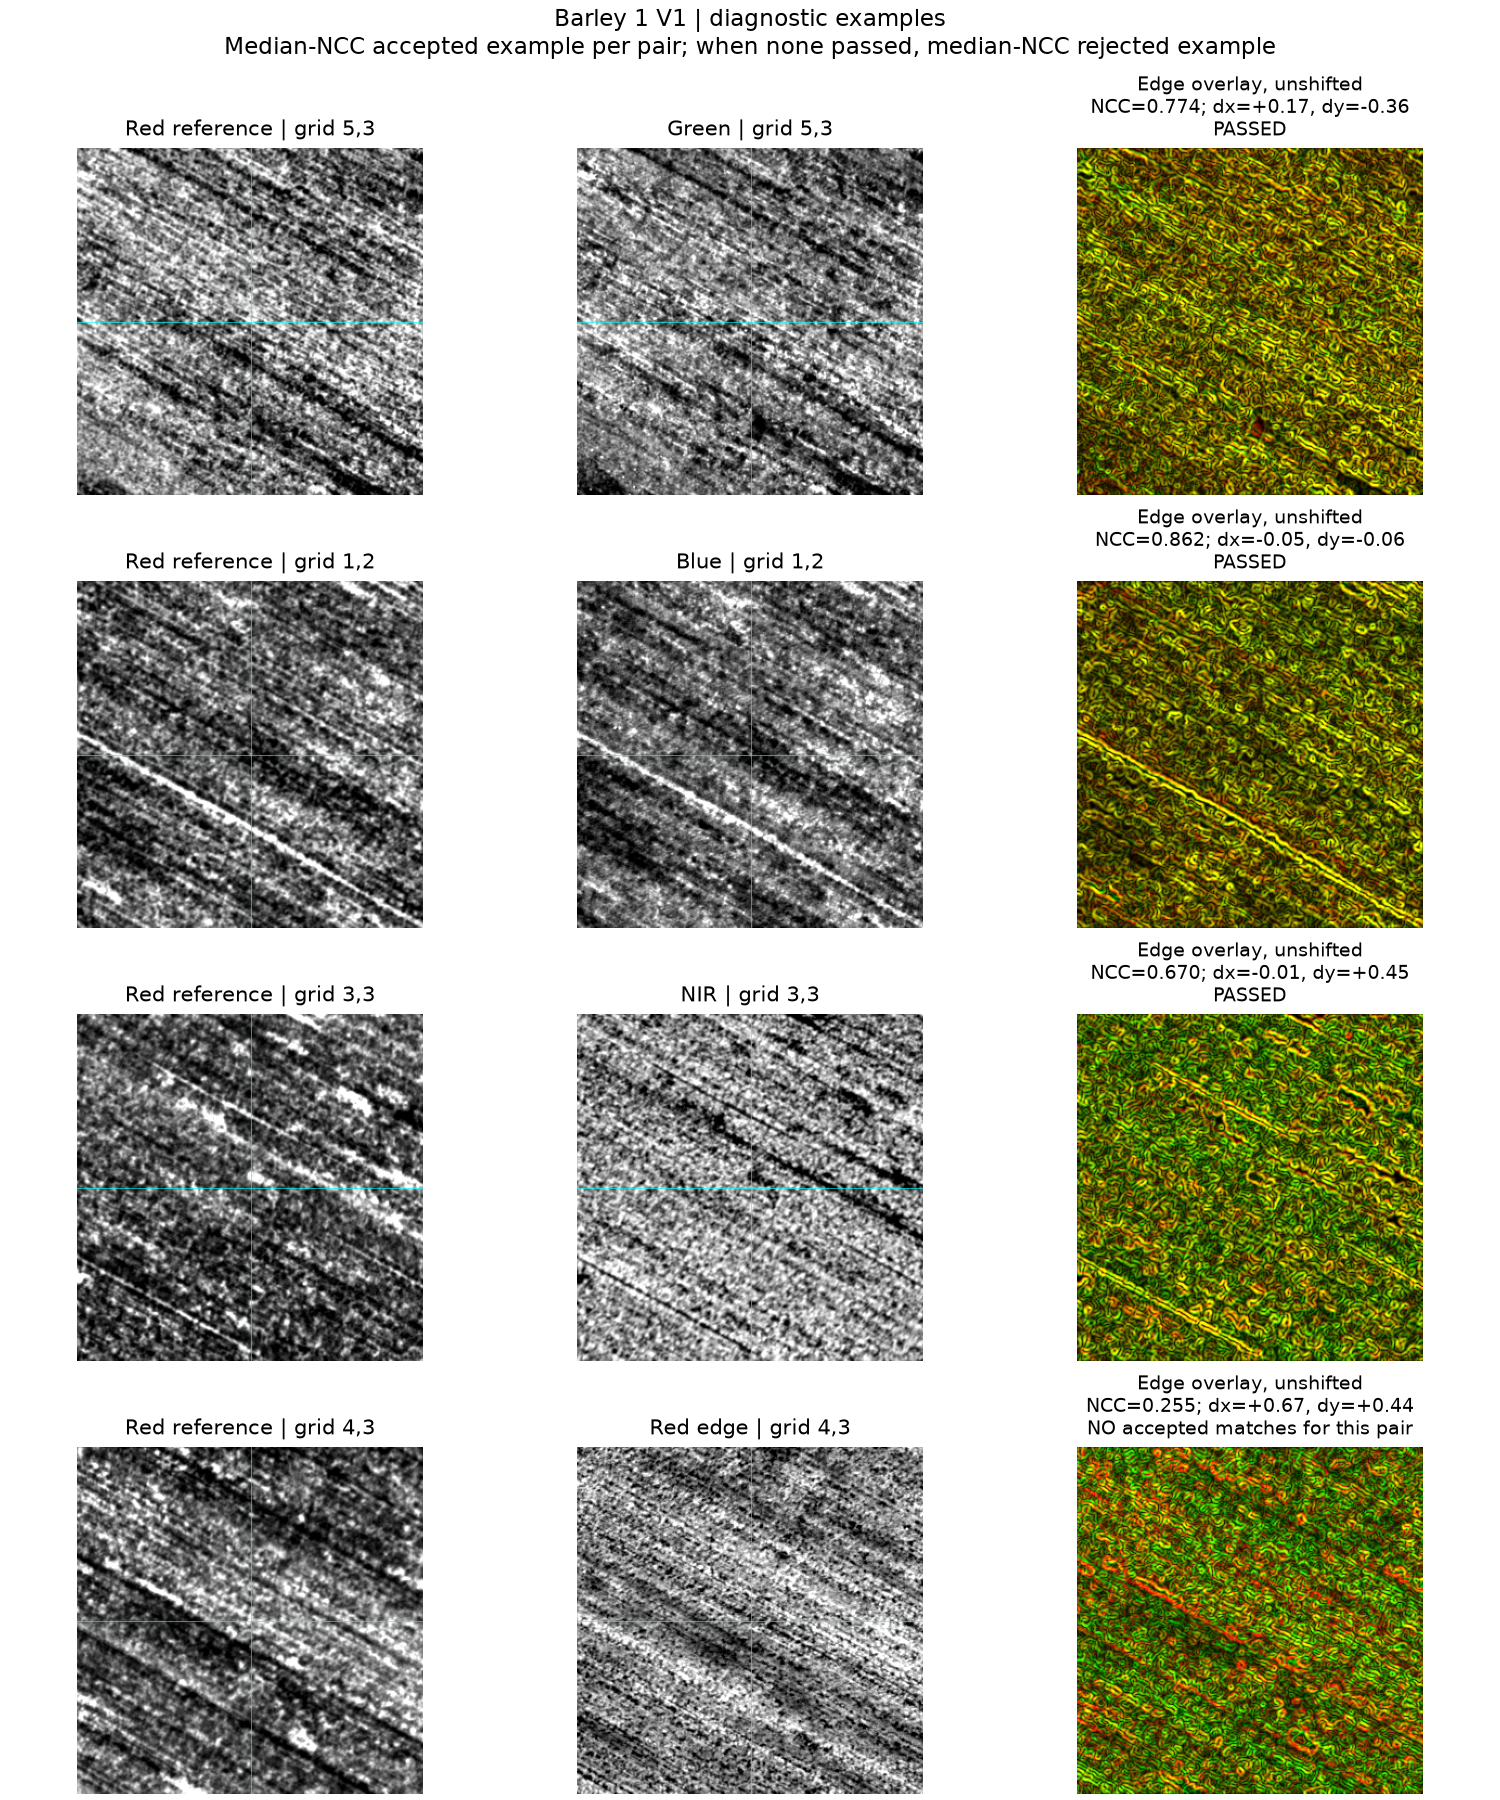 Barley 1 V1 | diagnostic examples
Median-NCC accepted example per pair; when none passed, median-NCC rejected example
Red reference | grid 5,3
Green | grid 5,3
Edge overlay, unshifted
NCC=0.774; dx=+0.17, dy=-0.36
PASSED
Red reference | grid 1,2
Blue | grid 1,2
Edge overlay, unshifted
NCC=0.862; dx=-0.05, dy=-0.06
PASSED
Red reference | grid 3,3
NIR | grid 3,3
Edge overlay, unshifted
NCC=0.670; dx=-0.01, dy=+0.45
PASSED
Red reference | grid 4,3
Red edge | grid 4,3
Edge overlay, unshifted
NCC=0.255; dx=+0.67, dy=+0.44
NO accepted matches for this pair